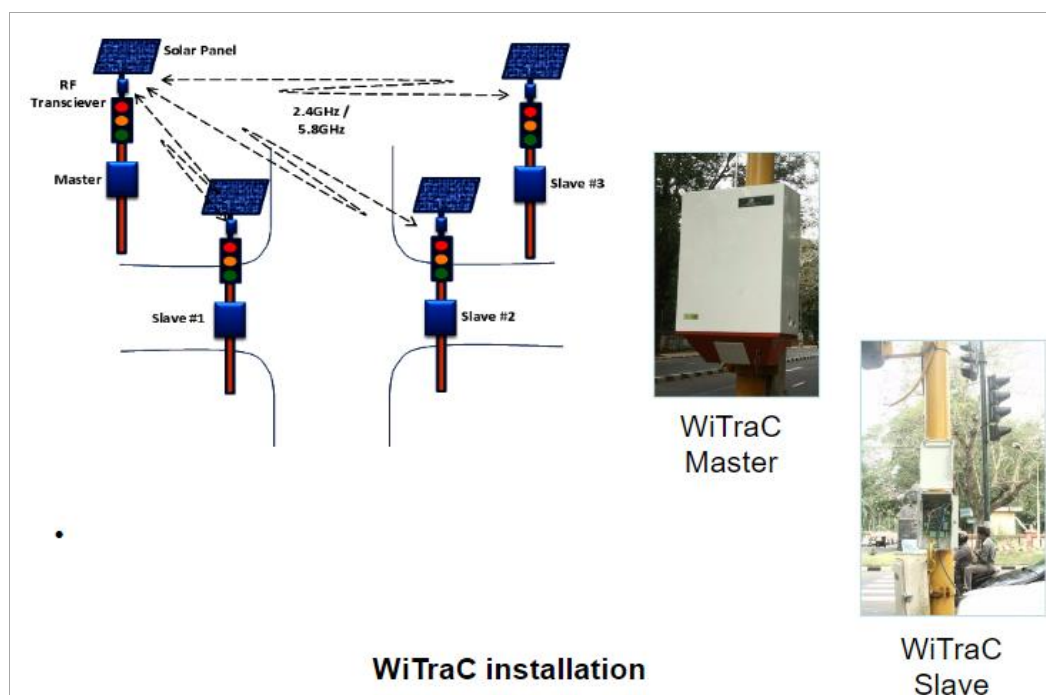 Solar Panel
RF
Transciever
2.4GHz /
5.8GHz
Master
Slave #3
Slave #1
Slave #2
WiTraC
Master
•
WiTraC installation
WiTraC
Slave